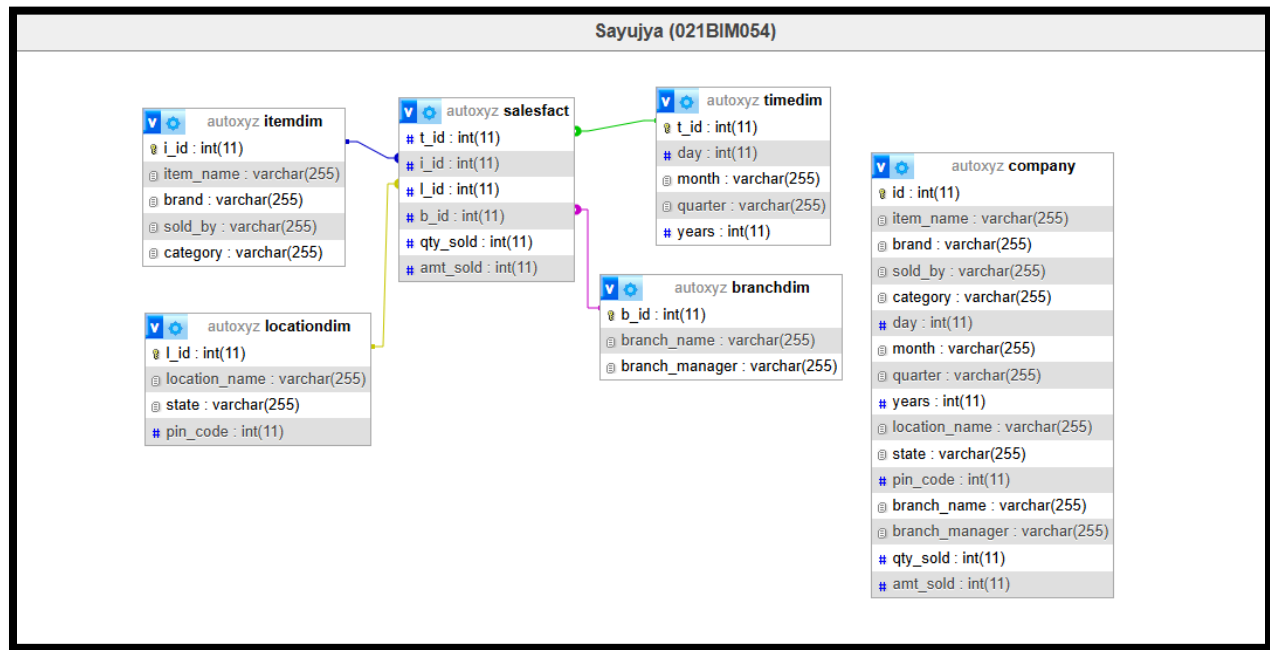 Sayujya (021BIM054)
autoxyz itemdim
i_id : int(11)
item_name : varchar(255)
brand : varchar(255)
sold_by : varchar(255)
category : varchar(255)
autoxyz salesfact
# t_id : int(11)
# i_id : int(11)
# l_id : int(11)
# b_id : int(11)
# qty_sold : int(11)
# amt_sold : int(11)
autoxyz timedim
t_id : int(11)
# day : int(11)
month : varchar(255)
quarter : varchar(255)
# years : int(11)
autoxyz locationdim
l_id : int(11)
location_name : varchar(255)
state : varchar(255)
# pin_code : int(11)
autoxyz branchdim
b_id : int(11)
branch_name : varchar(255)
branch_manager : varchar(255)
autoxyz company
id : int(11)
item_name : varchar(255)
brand : varchar(255)
sold_by : varchar(255)
category : varchar(255)
# day : int(11)
month : varchar(255)
quarter : varchar(255)
# years : int(11)
location_name : varchar(255)
state : varchar(255)
# pin_code : int(11)
branch_name : varchar(255)
branch_manager : varchar(255)
# qty_sold : int(11)
# amt_sold : int(11)